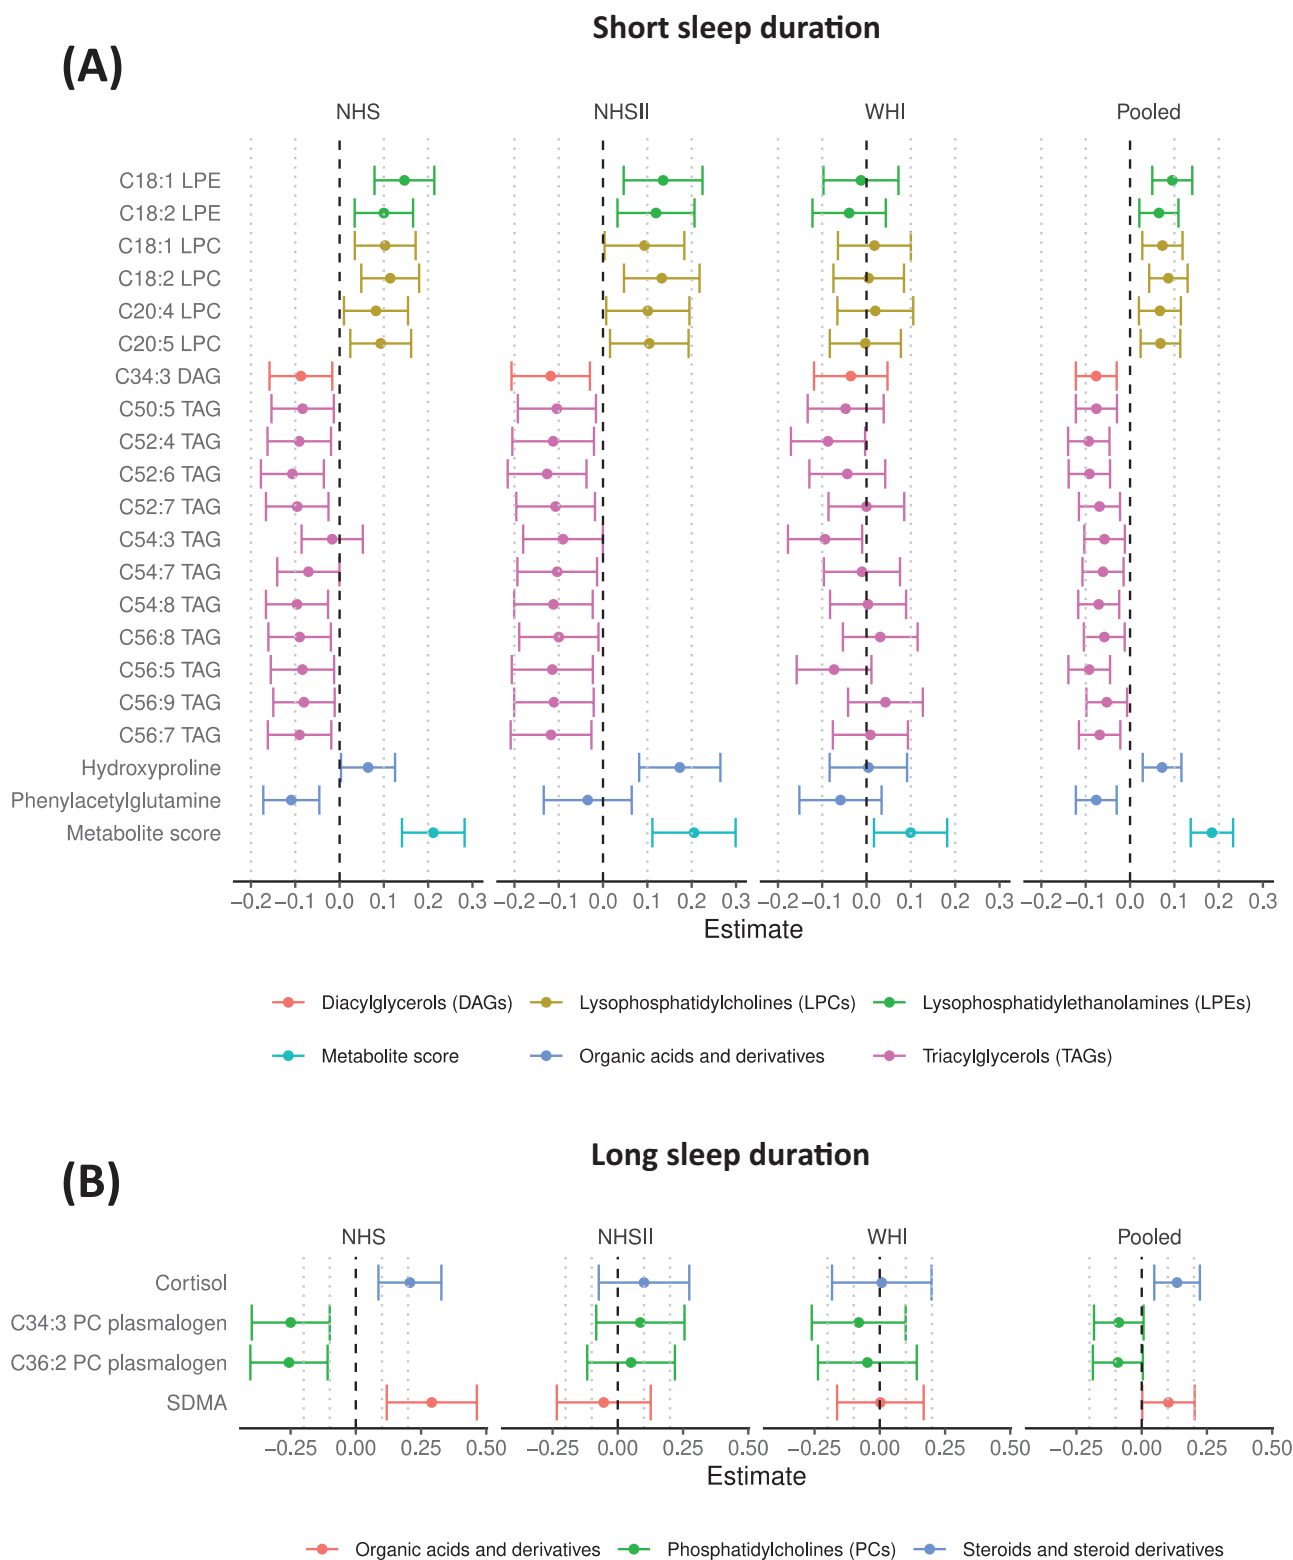 Short sleep duration
(A)
NHS NHSII WHI Pooled
C18:1 LPE
C18:2 LPE
C18:1 LPC
C18:2 LPC
C20:4 LPC
C20:5 LPC
C34:3 DAG
C50:5 TAG
C52:4 TAG
C52:6 TAG
C52:7 TAG
C54:3 TAG
C54:7 TAG
C54:8 TAG
C56:8 TAG
C56:5 TAG
C56:9 TAG
C56:7 TAG
Hydroxyproline
Phenylacetylglutamine
Metabolite score
−0.2 −0.1 0.0 0.1 0.2 0.3 −0.2 −0.1 0.0 0.1 0.2 0.3 −0.2 −0.1 0.0 0.1 0.2 0.3 −0.2 −0.1 0.0 0.1 0.2 0.3
Estimate
Diacylglycerols (DAGs) Lysophosphatidylcholines (LPCs) Lysophosphatidylethanolamines (LPEs)
Metabolite score Organic acids and derivatives Triacylglycerols (TAGs)
Long sleep duration
(B)
NHS NHSII WHI Pooled
Cortisol
C34:3 PC plasmalogen
C36:2 PC plasmalogen
SDMA
−0.25 0.00 0.25 0.50 −0.25 0.00 0.25 0.50 −0.25 0.00 0.25 0.50 −0.25 0.00 0.25 0.50
Estimate
Organic acids and derivatives Phosphatidylcholines (PCs) Steroids and steroid derivatives